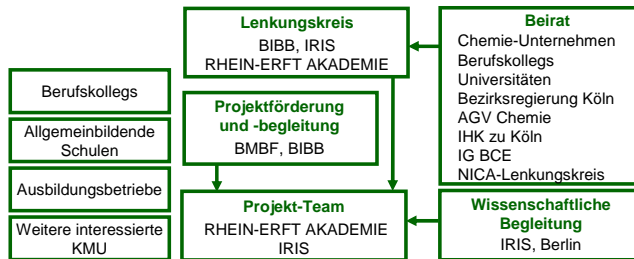 Lenkungskreis
BIBB, IRIS
RHEIN-ERFT AKADEMIE
Beirat
Chemie-Unternehmen
Berufskollegs
Universitäten
Bezirksregierung Köln
AGV Chemie
IHK zu Köln
IG BCE
NICA-Lenkungskreis
Berufskollegs
Allgemeinbildende
Schulen
Ausbildungsbetriebe
Weitere interessierte
KMU
Projektförderung
und -begleitung
BMBF, BIBB
Projekt-Team
RHEIN-ERFT AKADEMIE
IRIS
Wissenschaftliche
Begleitung
IRIS, Berlin